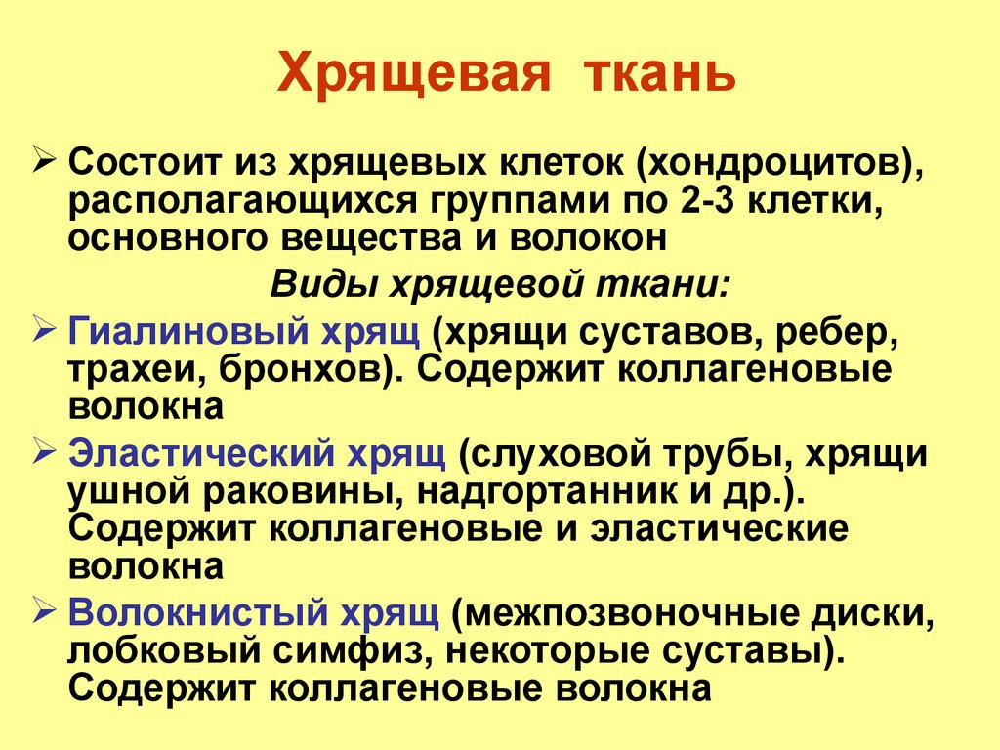 Хрящевая ткань
Состоит из хрящевых клеток (хондроцитов),
располагающихся группами по 2-3 клетки,
основного вещества и волокон
Виды хрящевой ткани:
Гиалиновый хрящ (хрящи суставов, ребер,
трахеи, бронхов). Содержит коллагеновые
волокна
Эластический хрящ (слуховой трубы, хрящи
ушной раковины, надгортанник и др.).
Содержит коллагеновые и эластические
волокна
Волокнистый хрящ (межпозвоночные диски,
лобковый симфиз, некоторые суставы).
Содержит коллагеновые волокна